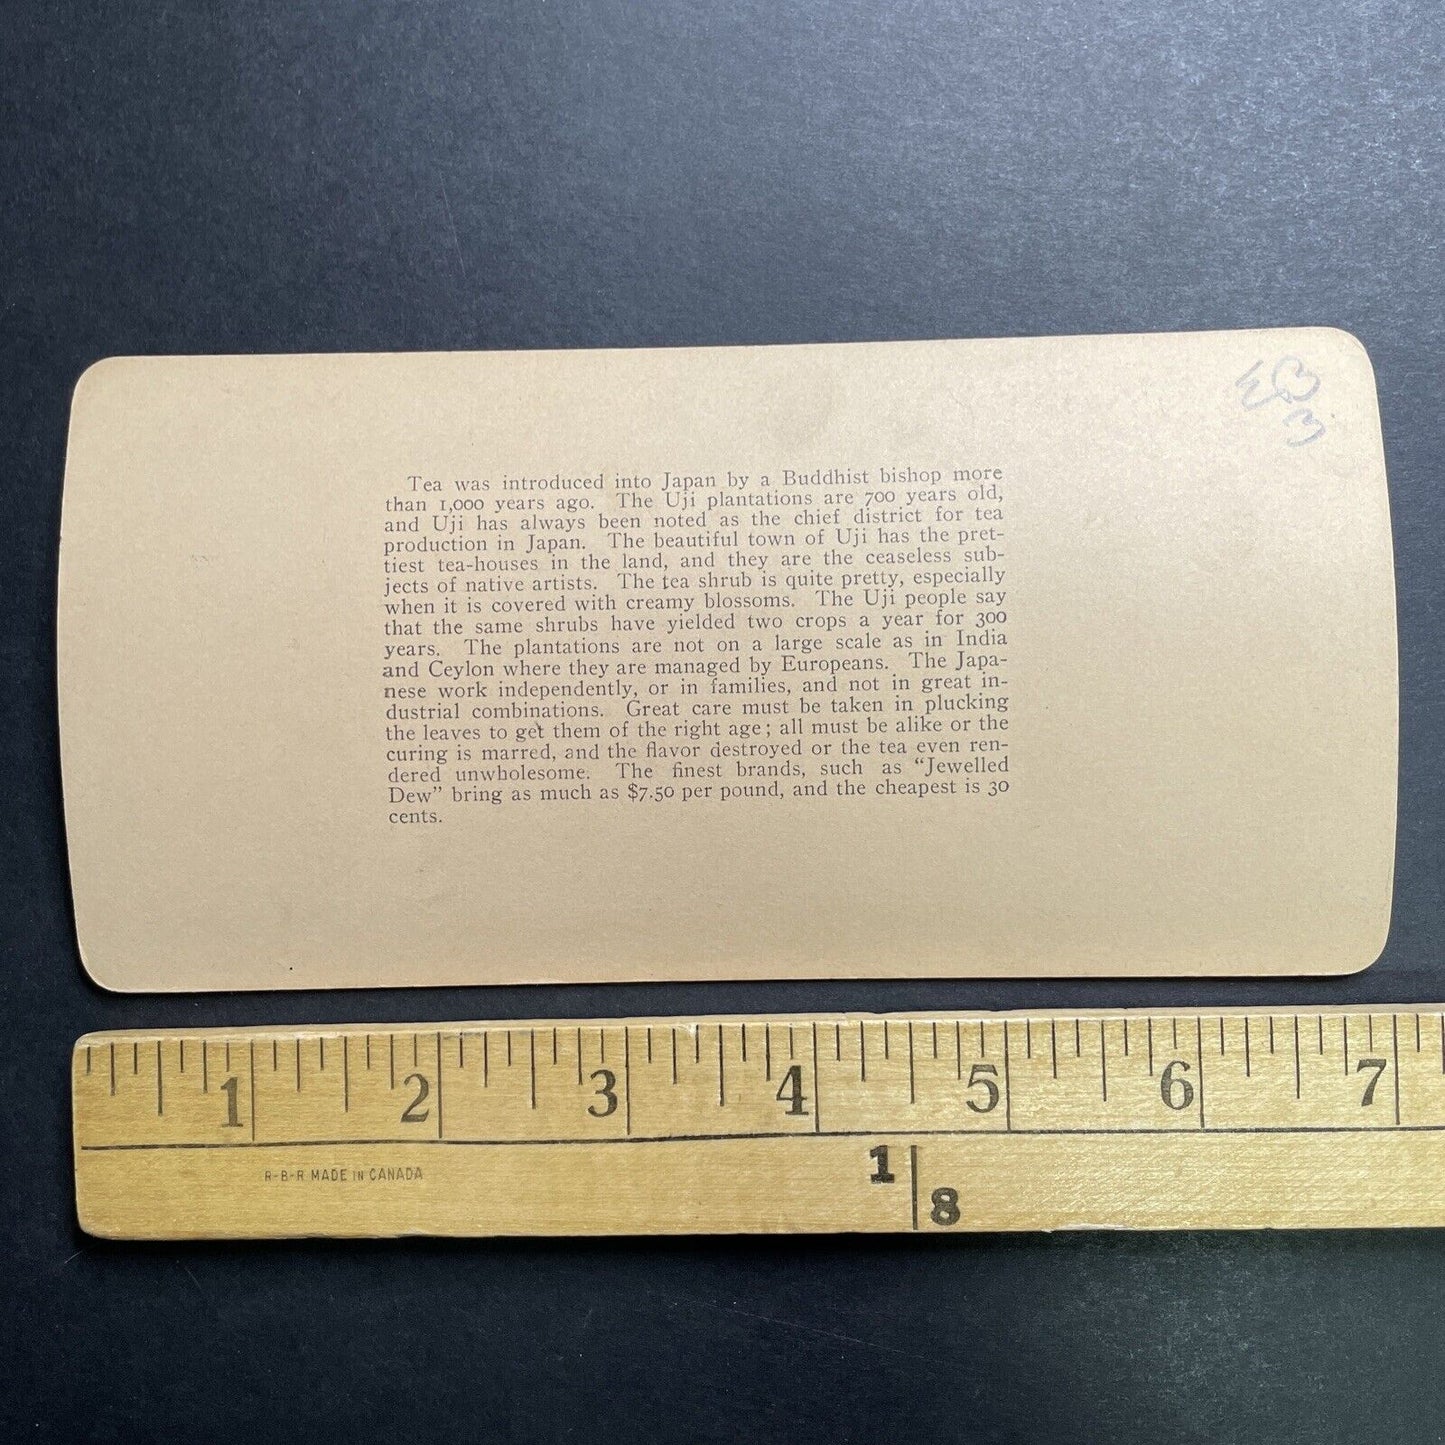 Tea was introduced into Japan by a Buddhist bishop more
than 1,000 years ago. The Uji plantations are 700 years old,
and Uji has always been noted as the chief district for tea
production in Japan. The beautiful town of Uji has the pret-
tiest tea-houses in the land, and they are the ceaseless sub-
jects of native artists. The tea shrub is quite pretty, especially
when it is covered with creamy blossoms. The Uji people say
that the same shrubs have yielded two crops a year for 300
years. The plantations are not on a large scale as in India
and Ceylon where they are managed by Europeans. The Japa-
nese work independently, or in families, and not in great in-
dustrial combinations. Great care must be taken in plucking
the leaves to get them of the right age; all must be alike or the
curing is marred, and the flavor destroyed or the tea even ren-
dered unwholesome. The finest brands, such as “Jewelled
Dew” bring as much as $7.50 per pound, and the cheapest is 30
cents.
1 2 3 4 5 6 7
R-B-R MADE IN CANADA
1 8